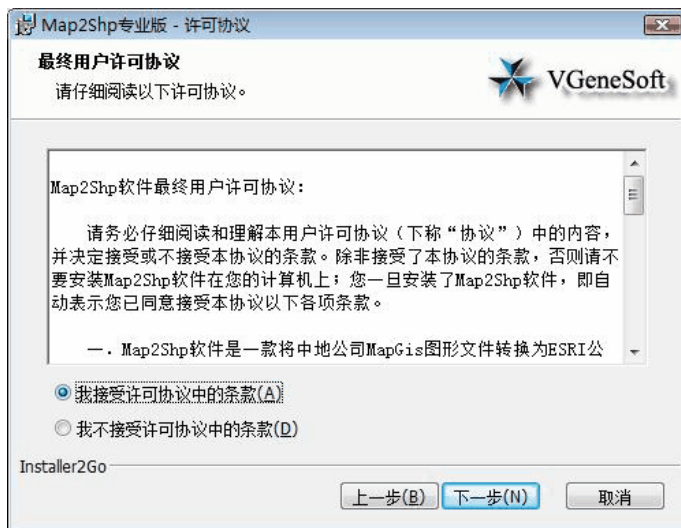 Map2Shp专业版 - 许可协议
最终用户许可协议
请仔细阅读以下许可协议。
VGeneSoft
Map2Shp软件最终用户许可协议:
请务必仔细阅读和理解本用户许可协议（下称“协议”）中的内容，
并决定接受或不接受本协议的条款。除非接受了本协议的条款，否则请不
要安装Map2Shp软件在您的计算机上；您一旦安装了Map2Shp软件，即自
动表示您已同意接受本协议以下各项条款。
一．Map2Shp软件是一款将中地公司MapGis图形文件转换为ESRI公
我接受许可协议中的条款(A)
我不接受许可协议中的条款(D)
Installer2Go
上一步(B) 下一步(N) 取消